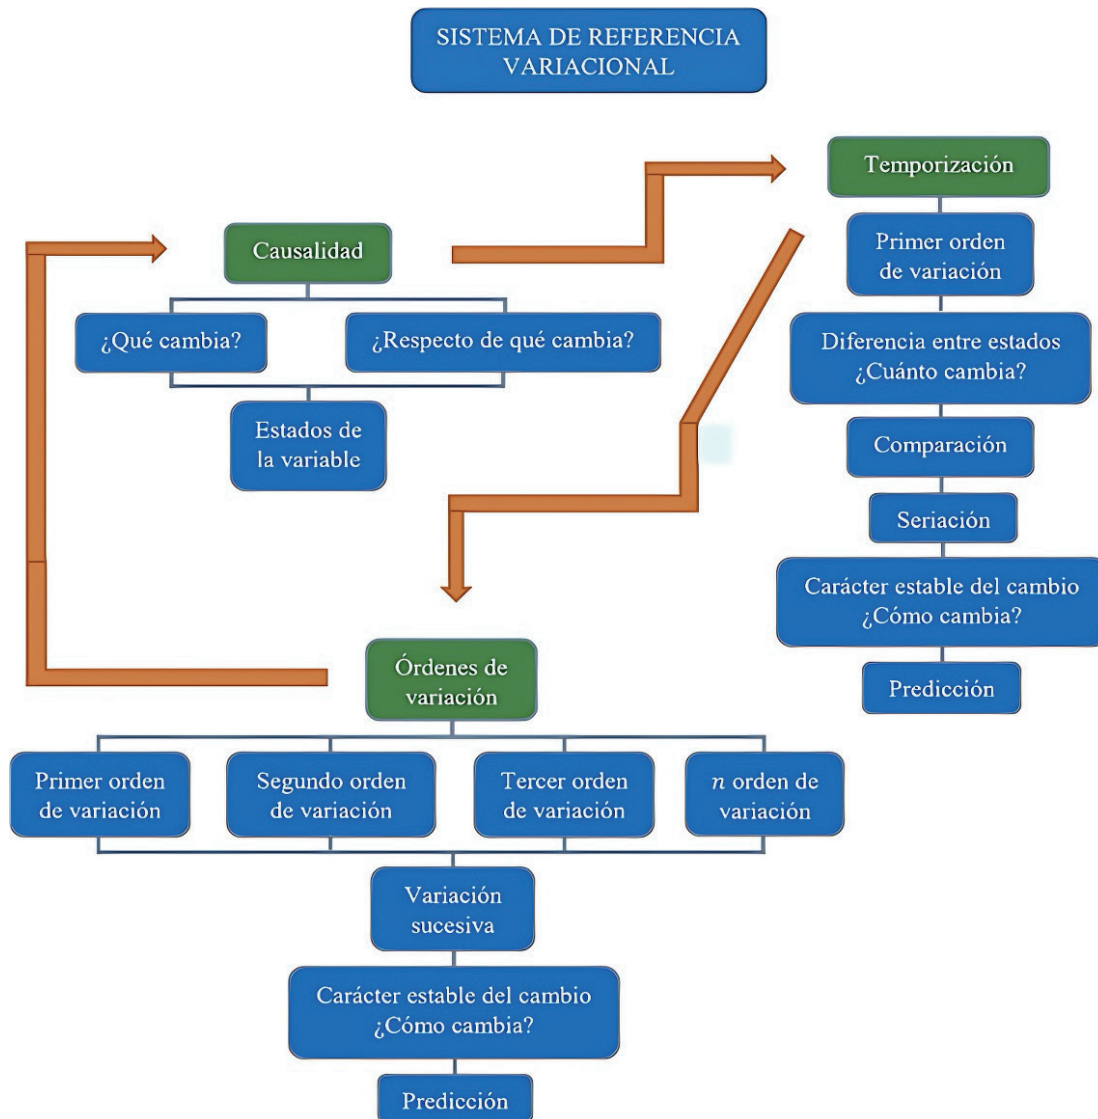 SISTEMA DE REFERENCIA
VARIACIONAL
Causalidad
¿Qué cambia?
¿Respecto de qué cambia?
Estados de
la variable
Temporización
Primer orden
de variación
Diferencia entre estados
¿Cuánto cambia?
Comparación
Seriación
Carácter estable del cambio
¿Cómo cambia?
Predicción
Órdenes de
variación
Primer orden
de variación
Segundo orden
de variación
Tercer orden
de variación
n orden de
variación
Variación
sucesiva
Carácter estable del cambio
¿Cómo cambia?
Predicción